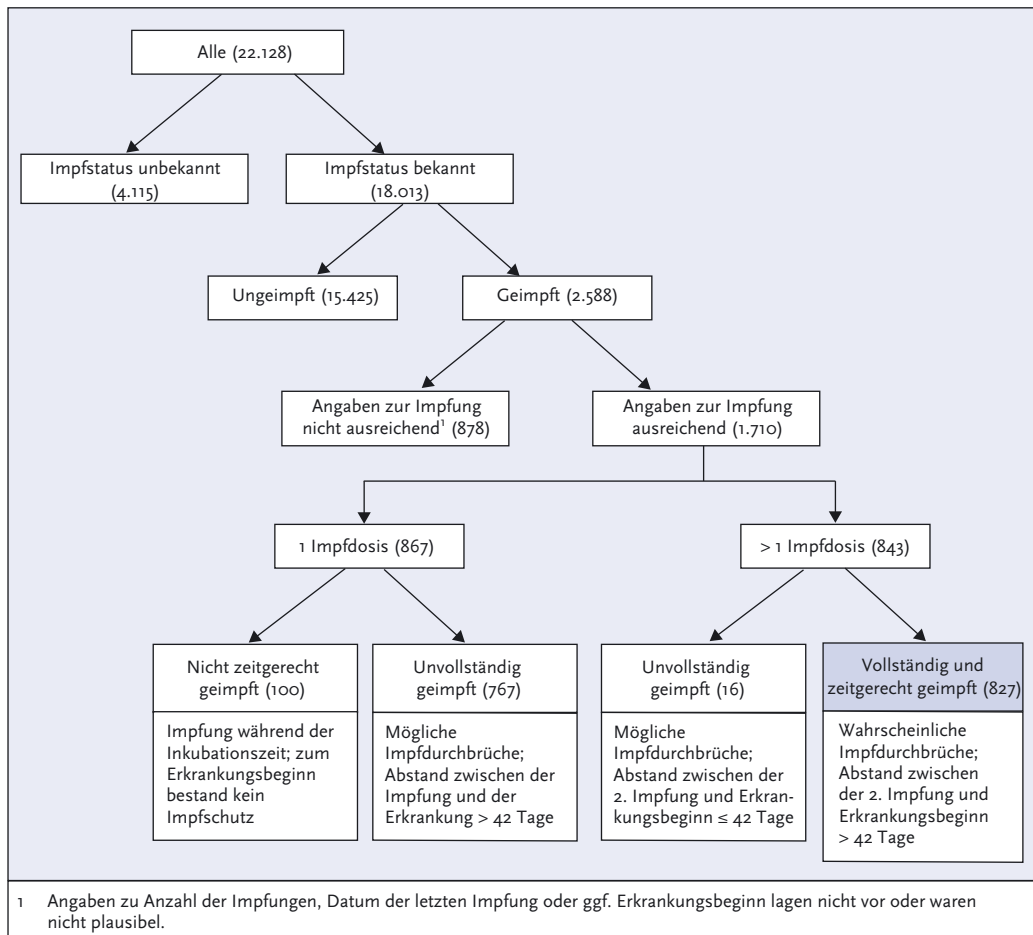 Alle (22.128)
Impfstatus unbekannt
(4.115)
Impfstatus bekannt
(18.013)
Ungeimpft (15.425)
Geimpft (2.588)
Angaben zur Impfung
nicht ausreichend¹ (878)
Angaben zur Impfung
ausreichend (1.710)
1 Impfdosis (867)
> 1 Impfdosis (843)
Nicht zeitgerecht
geimpft (100)
Impfung während der
Inkubationszeit; zum
Erkrankungsbeginn
bestand kein
Impfschutz
Unvollständig
geimpft (767)
Mögliche
Impfdurchbrüche;
Abstand zwischen der
Impfung und der
Erkrankung > 42 Tage
Unvollständig
geimpft (16)
Mögliche
Impfdurchbrüche;
Abstand zwischen der
2. Impfung und Erkran-
kungsbeginn ≤ 42 Tage
Vollständig und
zeitgerecht geimpft (827)
Wahrscheinliche
Impfdurchbrüche;
Abstand zwischen
der 2. Impfung und
Erkrankungsbeginn
> 42 Tage
1 Angaben zu Anzahl der Impfungen, Datum der letzten Impfung oder ggf. Erkrankungsbeginn lagen nicht vor oder waren
nicht plausibel.